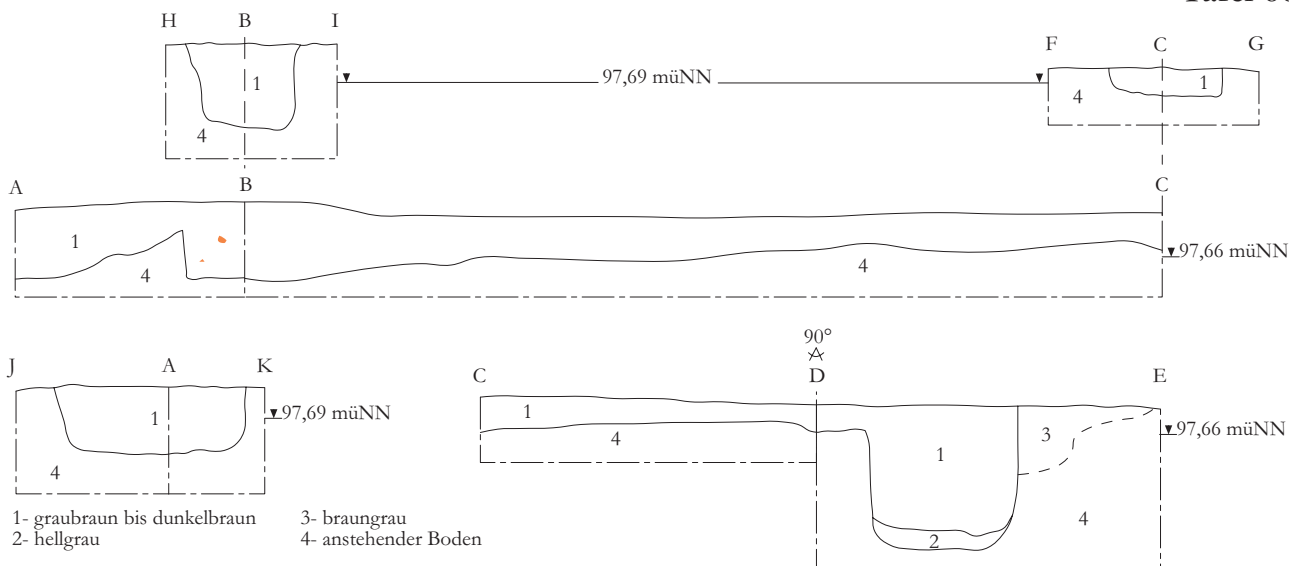 H B I
F C G
1
97,69 müNN
4 1
4
A B C
1
97,66 müNN
4 4
90°
J A K
C D E
1
1 97,69 müNN
4
3
97,66 müNN
1
4
4
2
1- graubraun bis dunkelbraun 3- braungrau
2- hellgrau 4- anstehender Boden